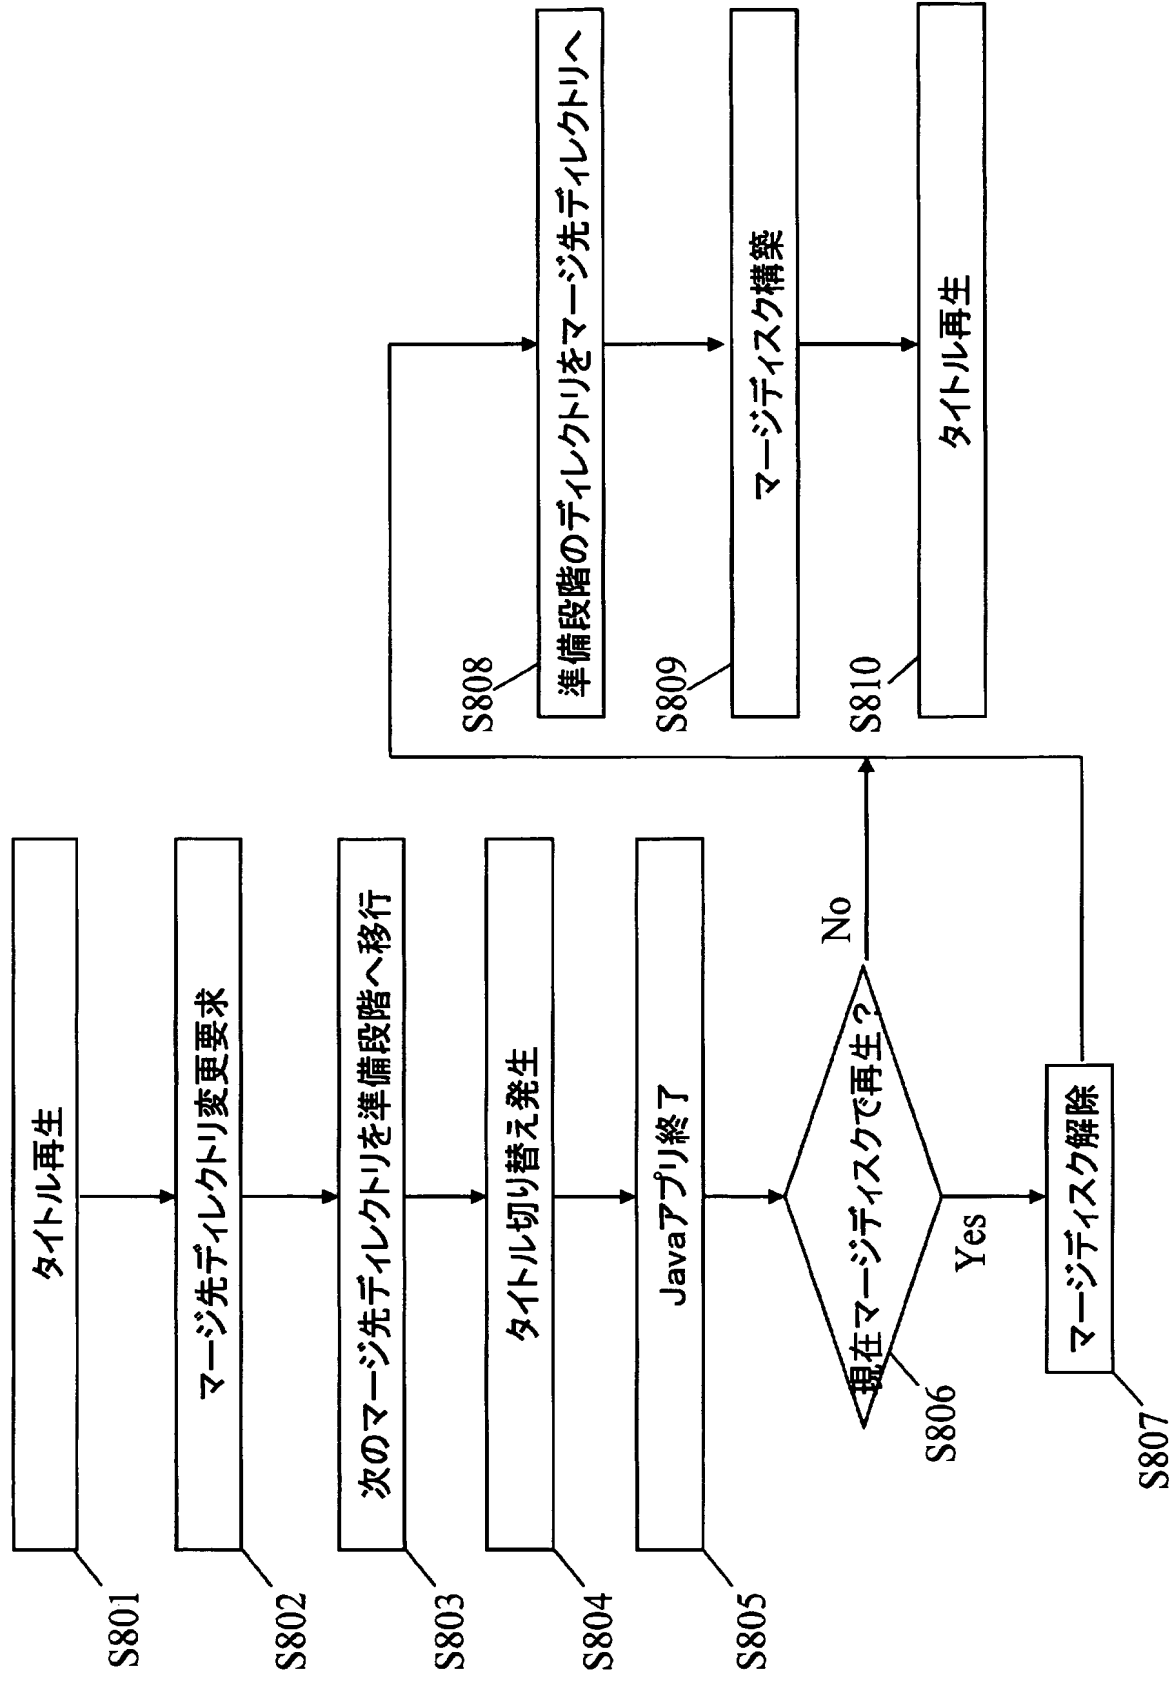 タイトル再生
S801
マージ先ディレクトリ変更要求
S802
次のマージ先ディレクトリを準備段階へ移行
S803
タイトル切り替え発生
S804
Javaアプリ終了
S805
現在マージディスクで再生?
S806
No
Yes
マージディスク解除
S807
準備段階のディレクトリをマージ先ディレクトリへ
S808
マージディスク構築
S809
タイトル再生
S810